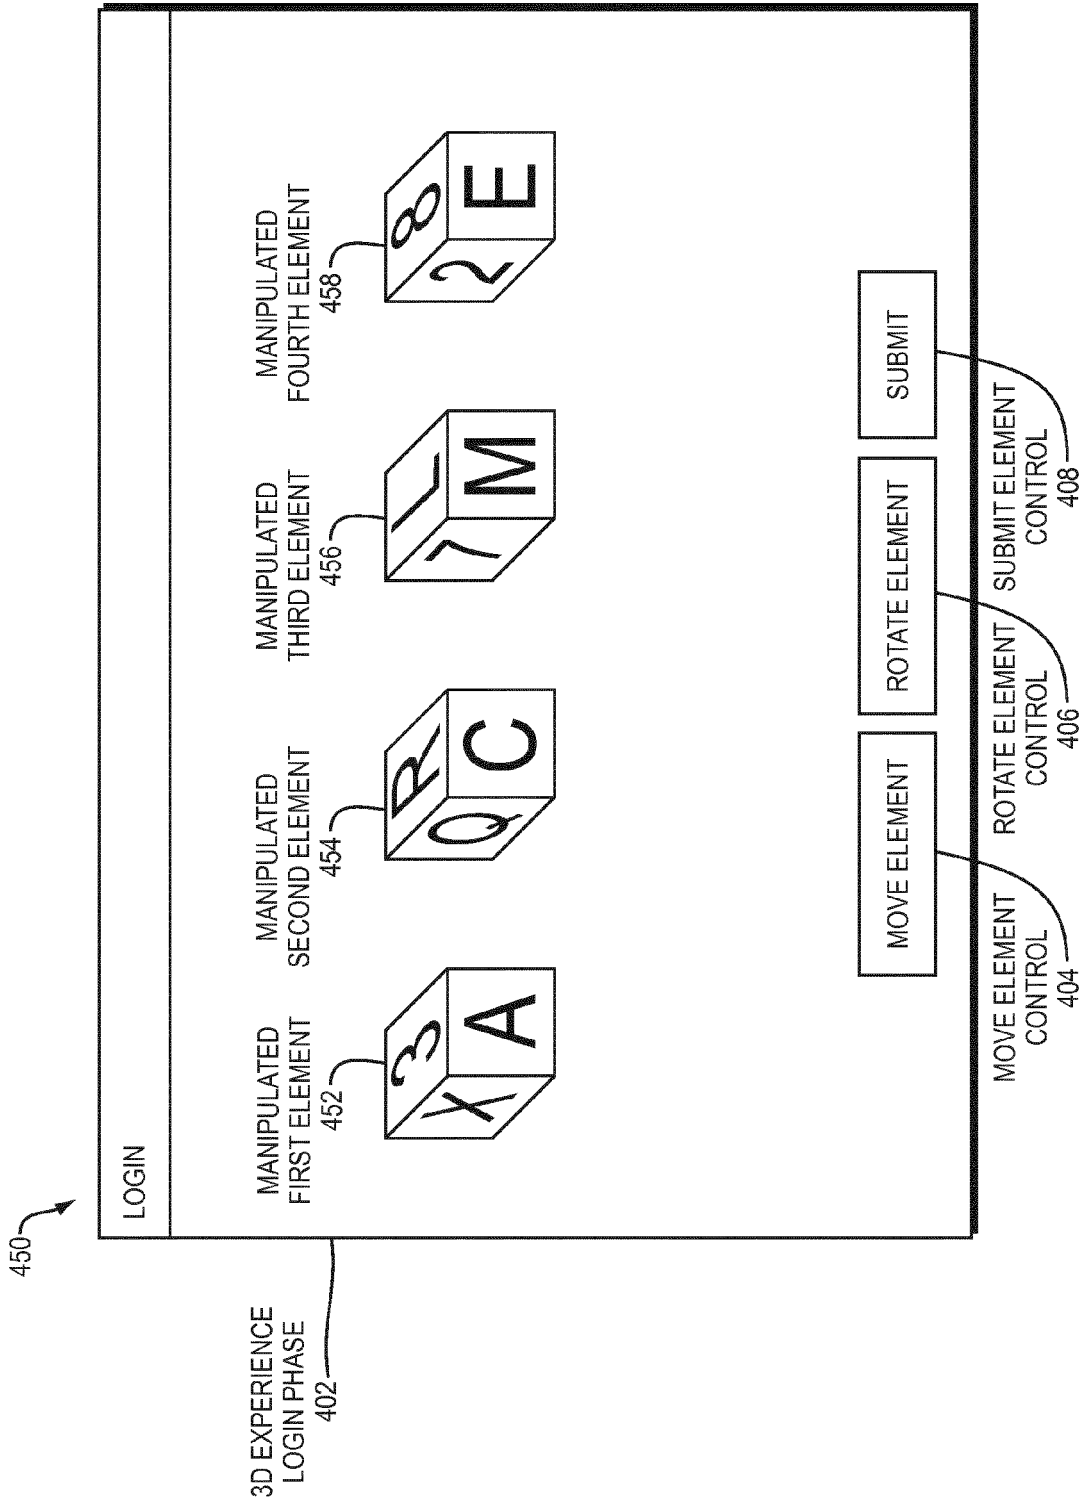 450
LOGIN
3D EXPERIENCE
LOGIN PHASE
402
MANIPULATED
FIRST ELEMENT
452
MANIPULATED
SECOND ELEMENT
454
MANIPULATED
THIRD ELEMENT
456
MANIPULATED
FOURTH ELEMENT
458
3
X
A
R
Q
C
L
7
M
8
2
E
MOVE ELEMENT
ROTATE ELEMENT
SUBMIT
MOVE ELEMENT
CONTROL
404
ROTATE ELEMENT
CONTROL
406
SUBMIT ELEMENT
CONTROL
408